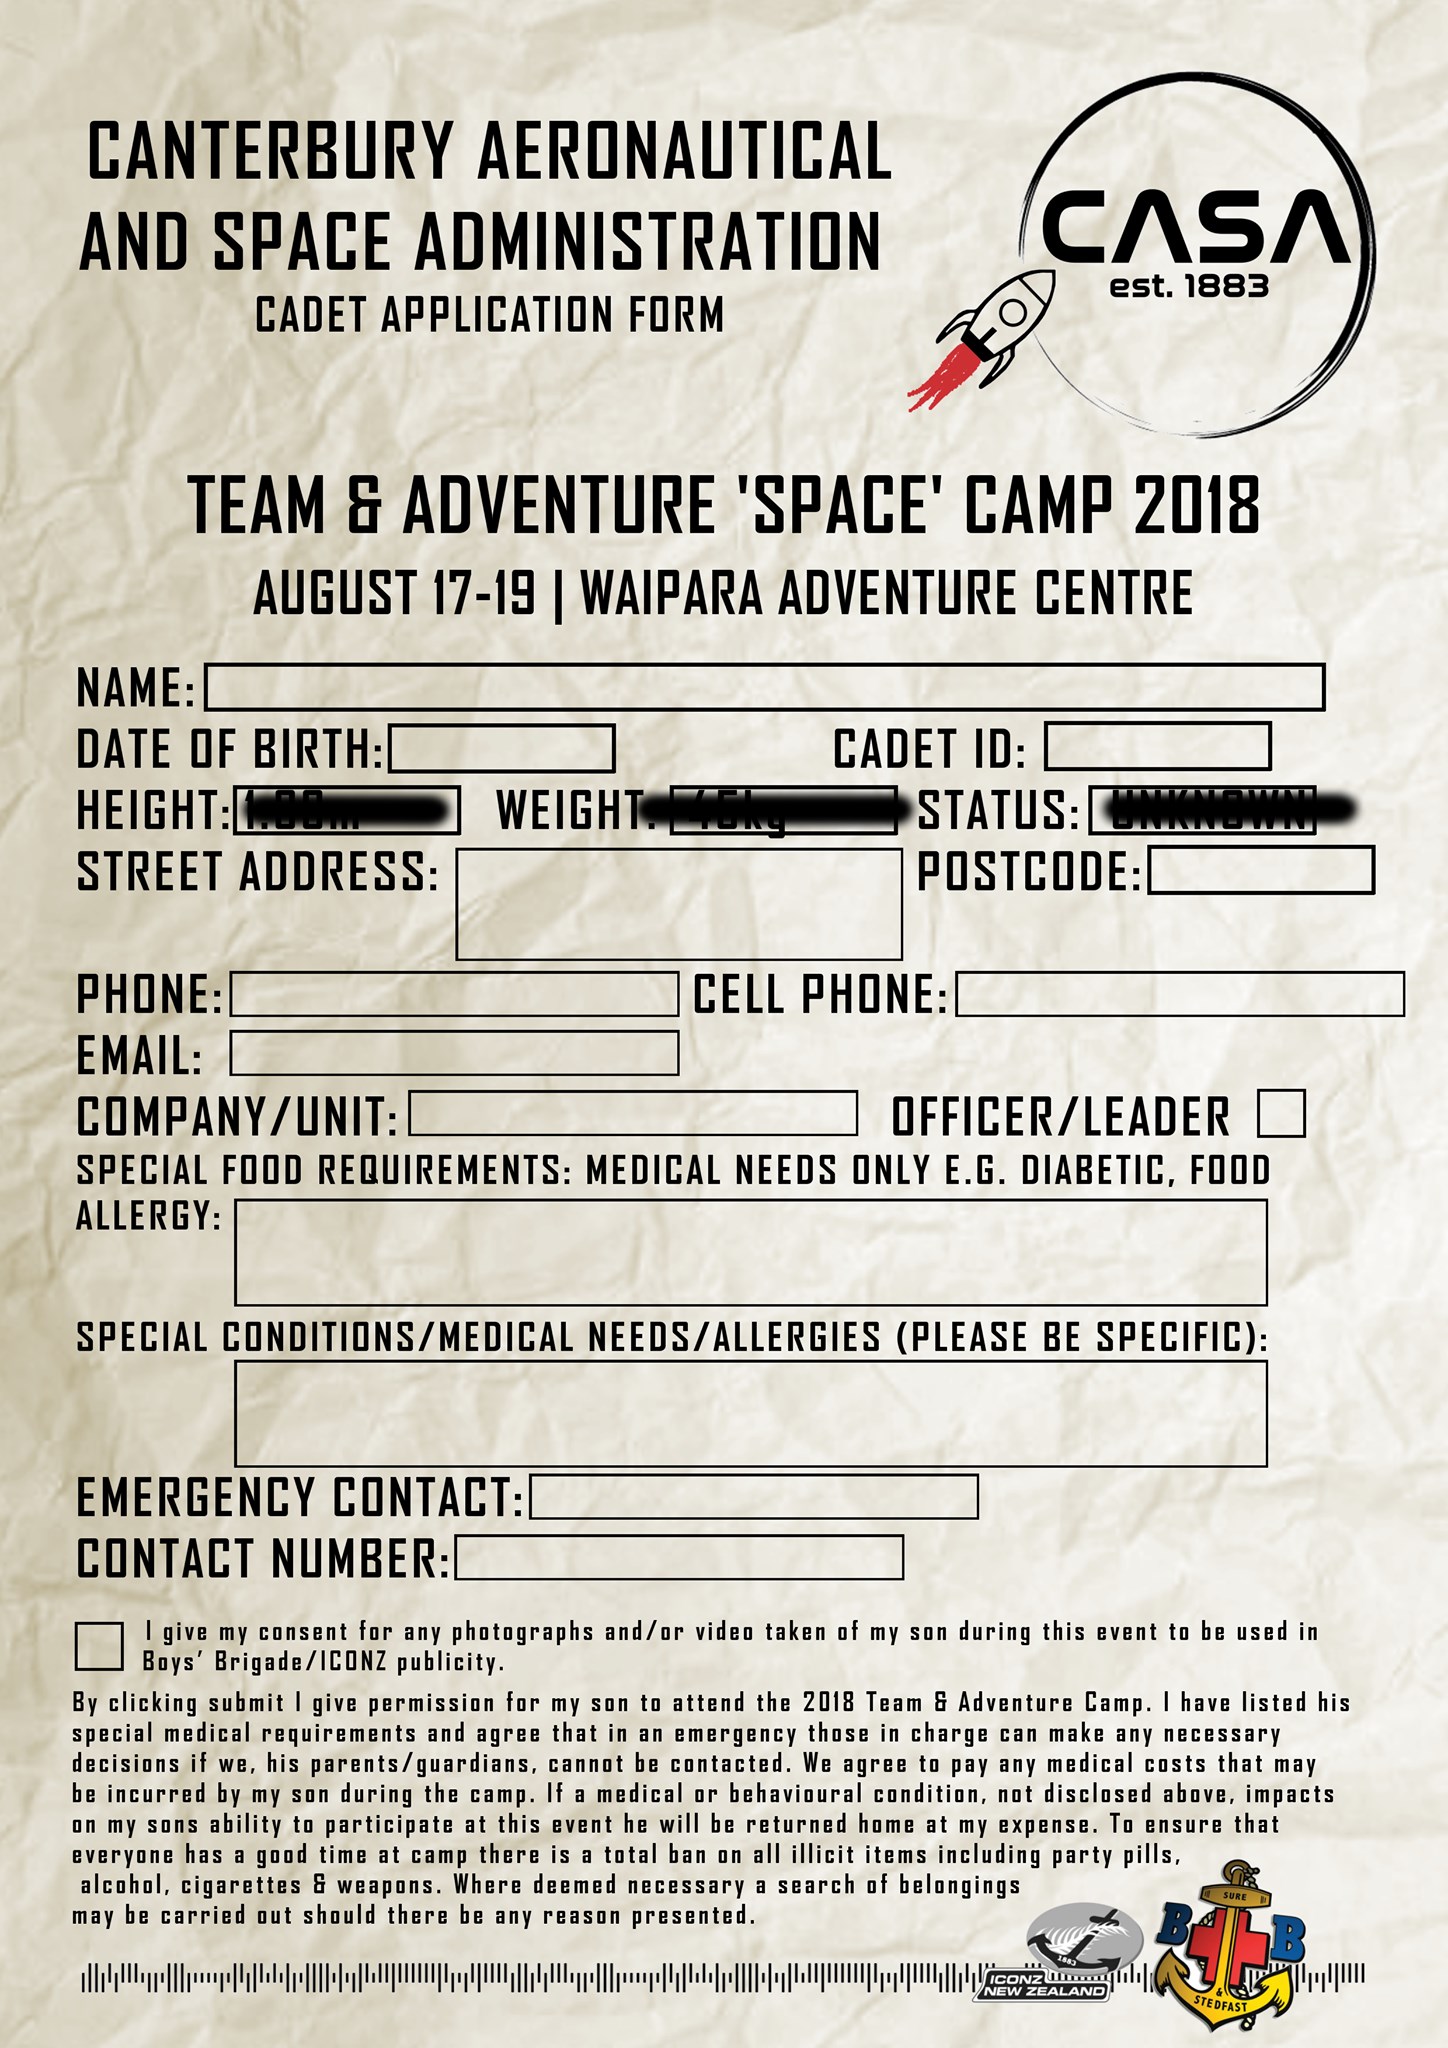 CANTERBURY AERONAUTICAL
AND SPACE ADMINISTRATION
CADET APPLICATION FORM
CASA
est. 1883
TEAM & ADVENTURE 'SPACE' CAMP 2018
AUGUST 17-19 | WAIPARA ADVENTURE CENTRE
NAME:
DATE OF BIRTH: CADET ID:
HEIGHT: WEIGHT: STATUS: UNKNOWN
STREET ADDRESS: POSTCODE:
PHONE: CELL PHONE:
EMAIL:
COMPANY/UNIT: OFFICER/LEADER
SPECIAL FOOD REQUIREMENTS: MEDICAL NEEDS ONLY E.G. DIABETIC, FOOD
ALLERGY:
SPECIAL CONDITIONS/MEDICAL NEEDS/ALLERGIES (PLEASE BE SPECIFIC):
EMERGENCY CONTACT:
CONTACT NUMBER:
I give my consent for any photographs and/or video taken of my son during this event to be used in
Boys' Brigade/ICONZ publicity.
By clicking submit I give permission for my son to attend the 2018 Team & Adventure Camp. I have listed his
special medical requirements and agree that in an emergency those in charge can make any necessary
decisions if we, his parents/guardians, cannot be contacted. We agree to pay any medical costs that may
be incurred by my son during the camp. If a medical or behavioural condition, not disclosed above, impacts
on my sons ability to participate at this event he will be returned home at my expense. To ensure that
everyone has a good time at camp there is a total ban on all illicit items including party pills,
alcohol, cigarettes & weapons. Where deemed necessary a search of belongings
may be carried out should there be any reason presented.
1883
ICONZ
NEW ZEALAND
SURE
B B
&
STEDFAST